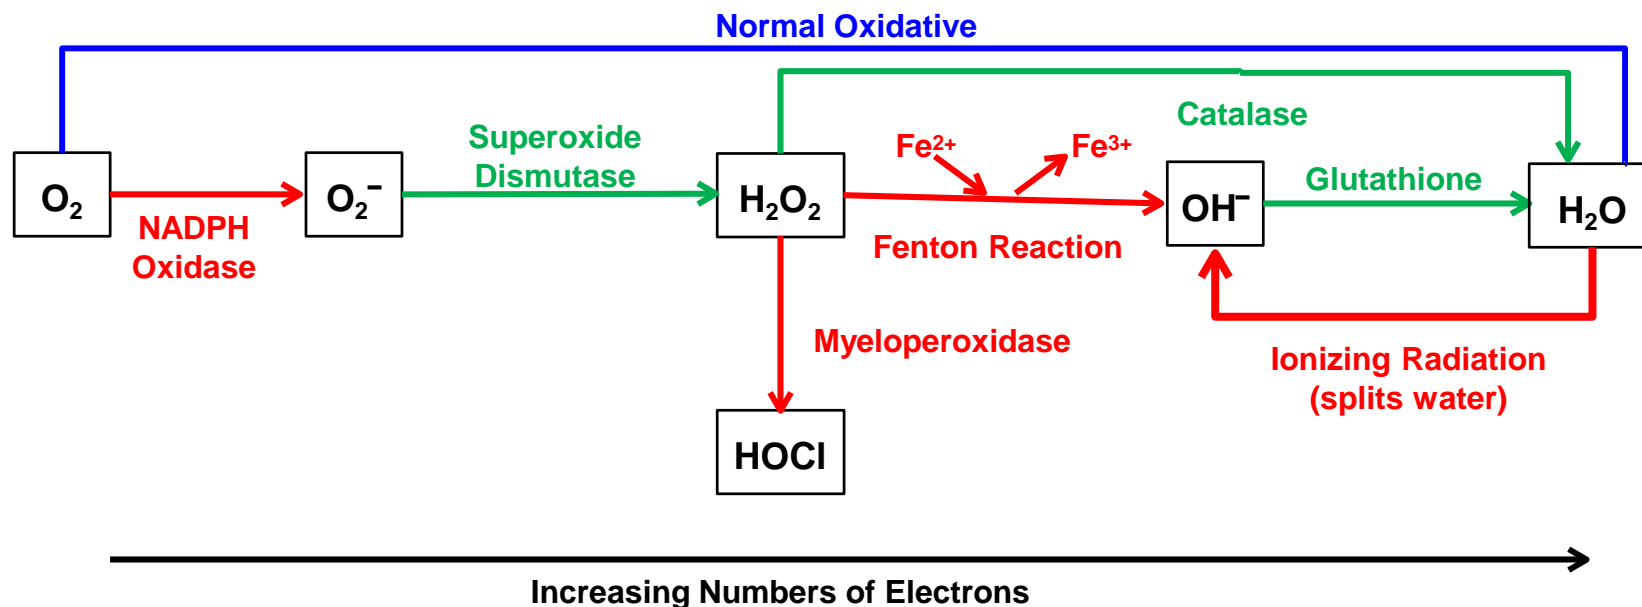 Normal Oxidative
Catalase
Superoxide
Dismutase
Fe²⁺
Fe³⁺
O₂
O₂⁻
H₂O₂
OH⁻
Glutathione
H₂O
NADPH
Oxidase
Fenton Reaction
Myeloperoxidase
Ionizing Radiation
(splits water)
HOCl
Increasing Numbers of Electrons